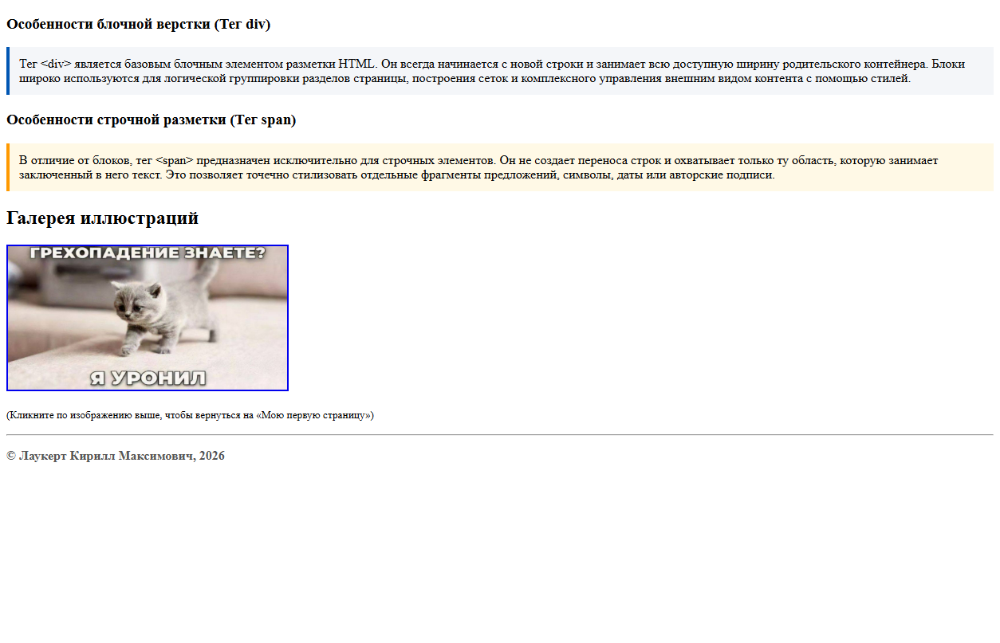 Особенности блочной верстки (Тег div)
Тег <div> является базовым блочным элементом разметки HTML. Он всегда начинается с новой строки и занимает всю доступную ширину родительского контейнера. Блоки
широко используются для логической группировки разделов страницы, построения сеток и комплексного управления внешним видом контента с помощью стилей.
Особенности строчной разметки (Тег span)
В отличие от блоков, тег <span> предназначен исключительно для строчных элементов. Он не создает переноса строк и охватывает только ту область, которую занимает
заключенный в него текст. Это позволяет точечно стилизовать отдельные фрагменты предложений, символы, даты или авторские подписи.
Галерея иллюстраций
ГРЕХОПАДЕНИЕ ЗНАЕТЕ?
Я УРОНИЛ
(Кликните по изображению выше, чтобы вернуться на «Мою первую страницу»)
© Лаукерт Кирилл Максимович, 2026